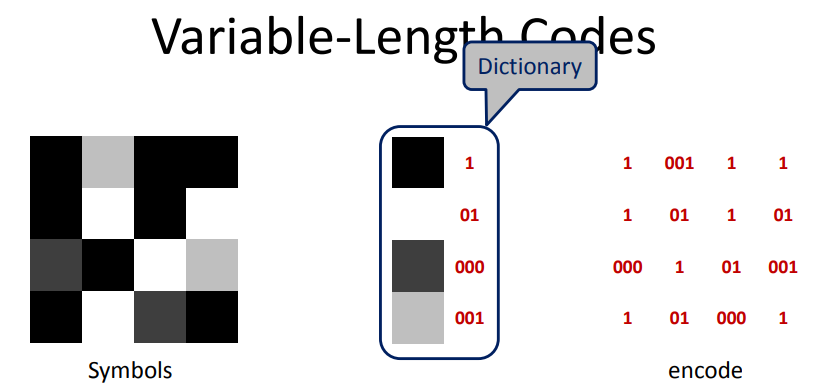 Variable-Length Codes
Dictionary
1
01
000
001
1 001 1 1
1 01 1 01
000 1 01 001
1 01 000 1
Symbols
encode